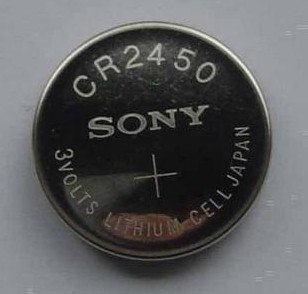 CR2450
SONY
+
3VOLTS LITHIUM CELL JAPAN